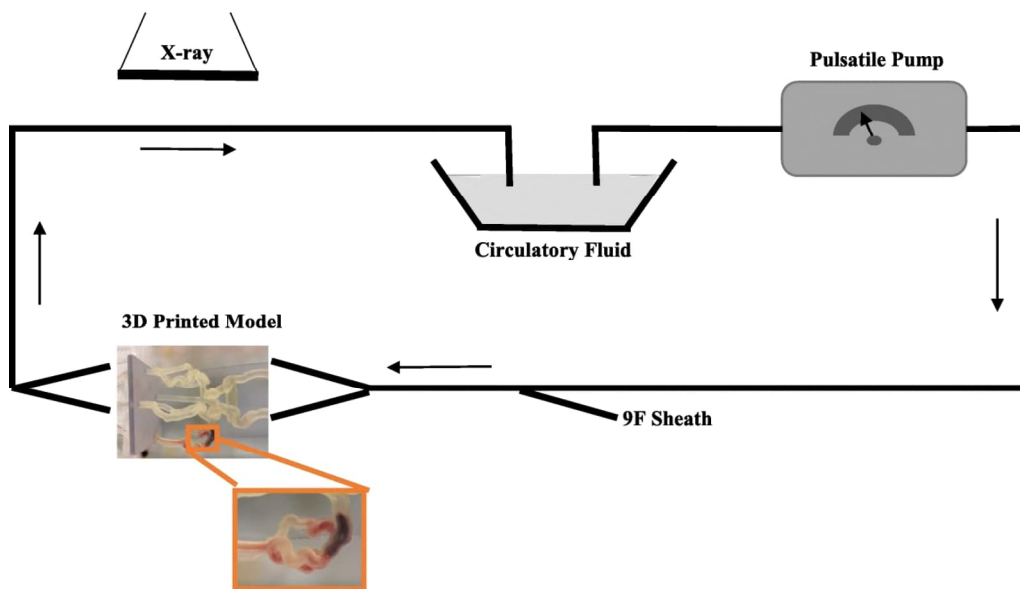 X-ray
Pulsatile Pump
Circulatory Fluid
3D Printed Model
9F Sheath